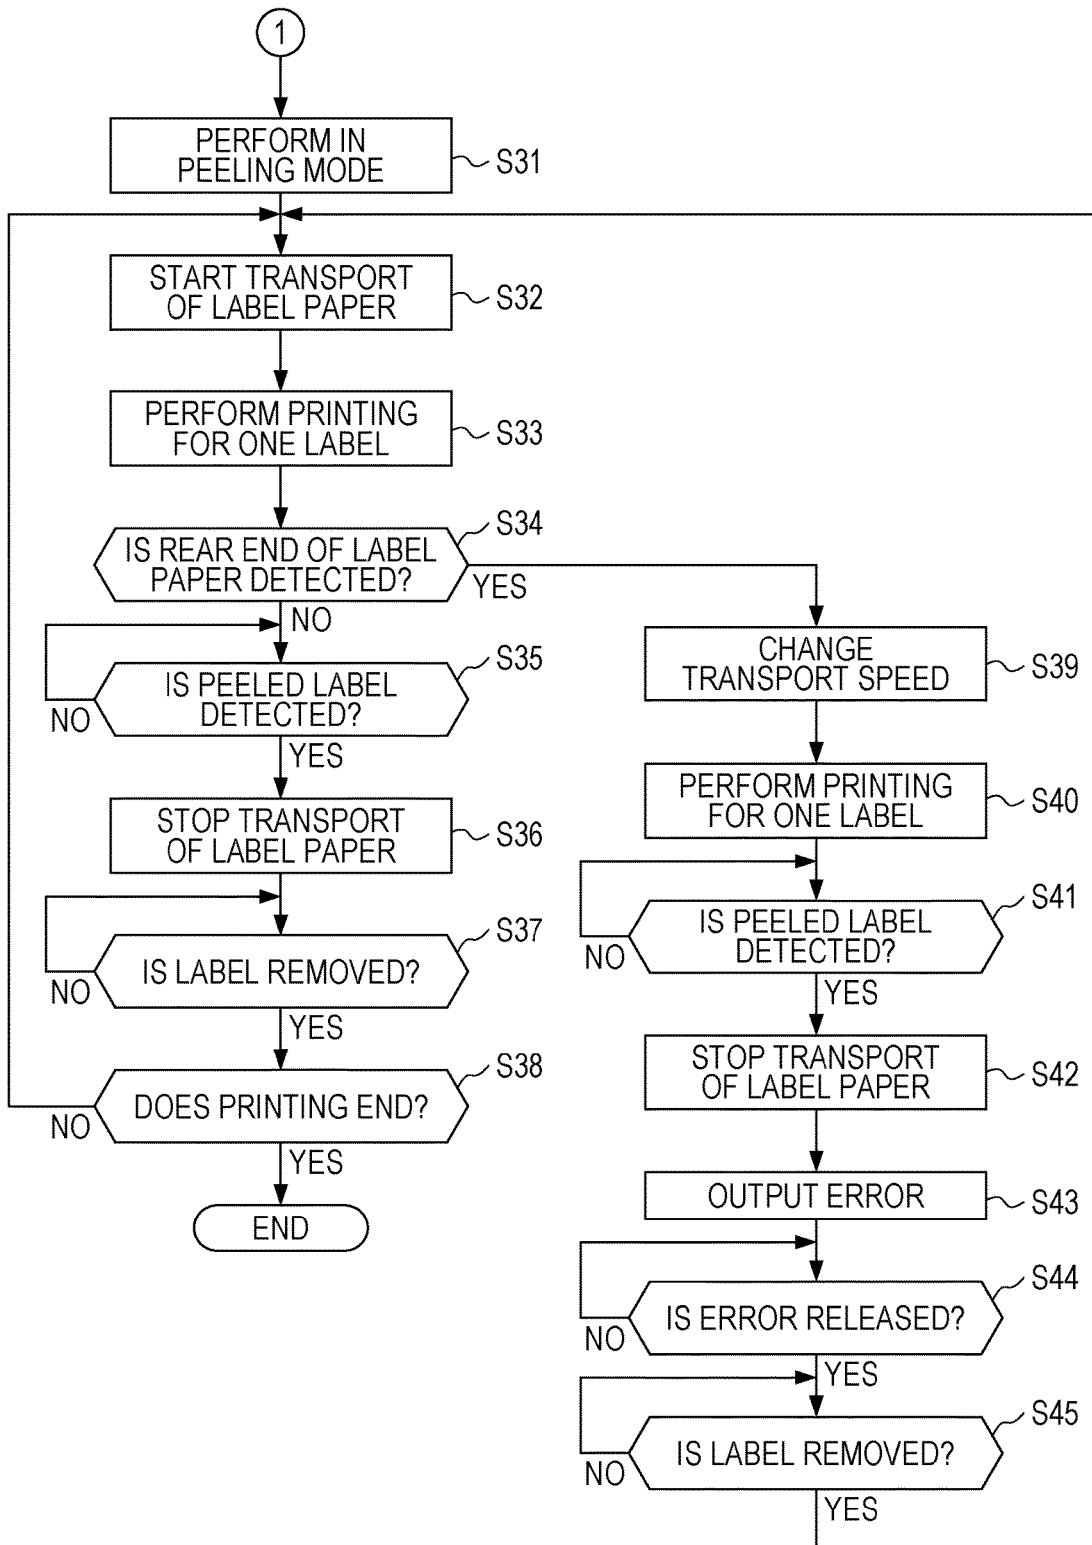 1
PERFORM IN
PEELING MODE
S31
START TRANSPORT
OF LABEL PAPER
S32
PERFORM PRINTING
FOR ONE LABEL
S33
S34
IS REAR END OF LABEL
PAPER DETECTED?
YES
NO
S35
IS PEELED LABEL
DETECTED?
NO
YES
STOP TRANSPORT
OF LABEL PAPER
S36
S37
IS LABEL REMOVED?
NO
YES
S38
DOES PRINTING END?
NO
YES
END
CHANGE
TRANSPORT SPEED
S39
PERFORM PRINTING
FOR ONE LABEL
S40
S41
IS PEELED LABEL
DETECTED?
NO
YES
STOP TRANSPORT
OF LABEL PAPER
S42
OUTPUT ERROR
S43
S44
IS ERROR RELEASED?
NO
YES
S45
IS LABEL REMOVED?
NO
YES